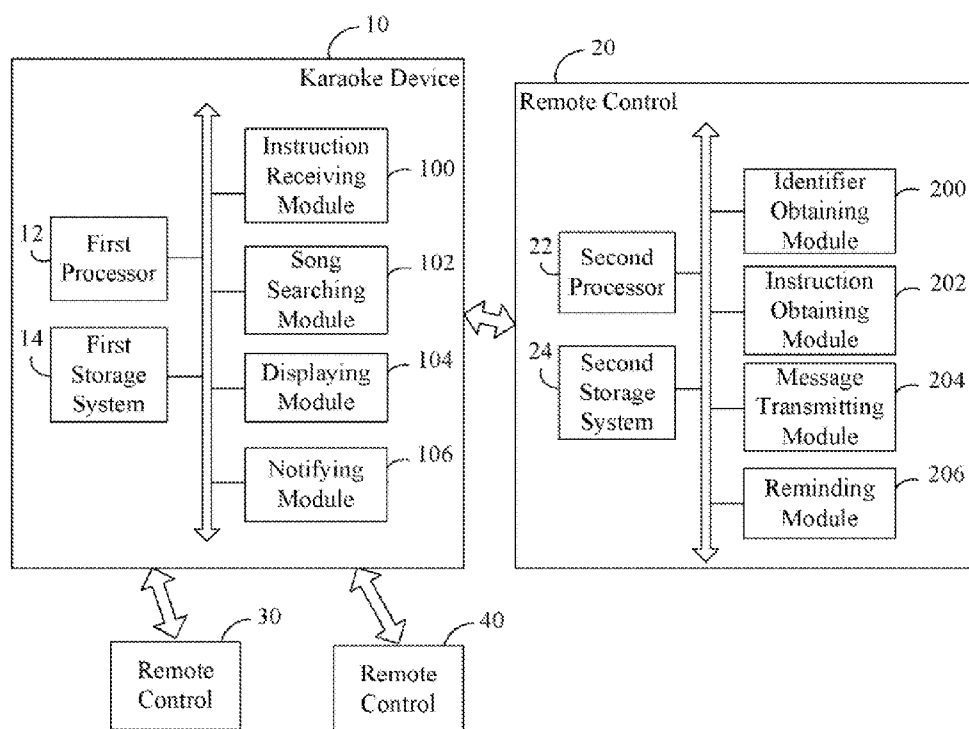 10
Karaoke Device
Instruction
Receiving
Module
100
12
First
Processor
Song
Searching
Module
102
14
First
Storage
System
Displaying
Module
104
Notifying
Module
106
20
Remote Control
Identifier
Obtaining
Module
200
22
Second
Processor
Instruction
Obtaining
Module
202
24
Second
Storage
System
Message
Transmitting
Module
204
Reminding
Module
206
30
Remote
Control
40
Remote
Control